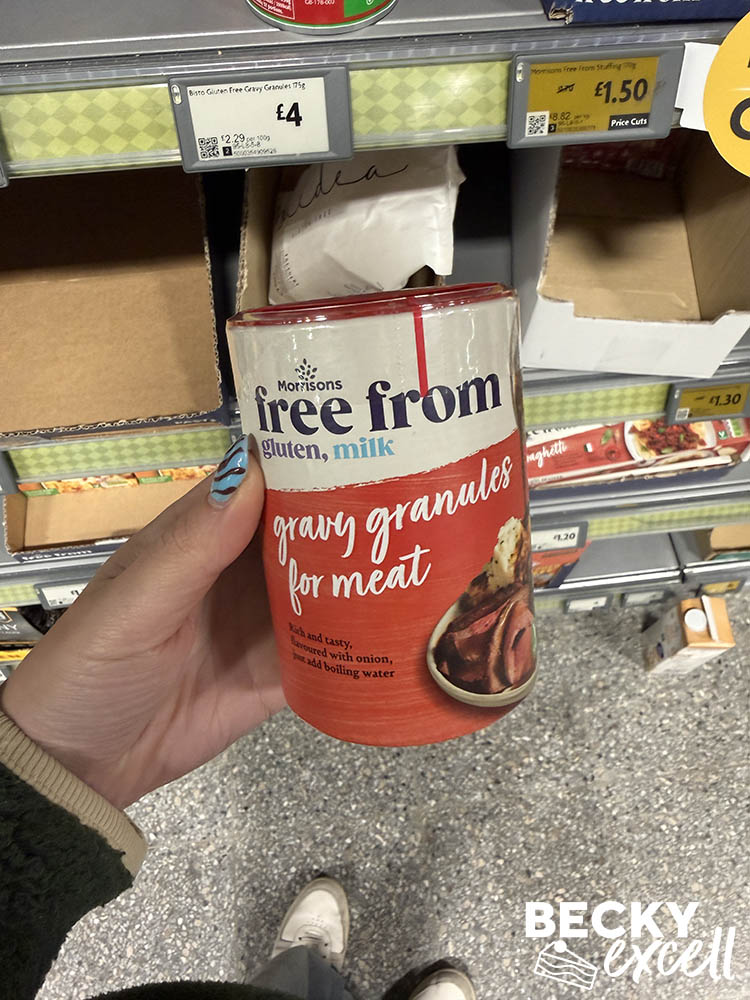 Bisto Gluten Free Gravy Granules 175g
£4
£2.29 per 100g
Morrisons Free From Stuffing 170g
£1.50
Price Cuts
Morrisons
free from
gluten, milk
gravy granules
for meat
Rich and tasty,
flavoured with onion,
just add boiling water
£1.30
spaghetti
£1.20
BECKY
excell